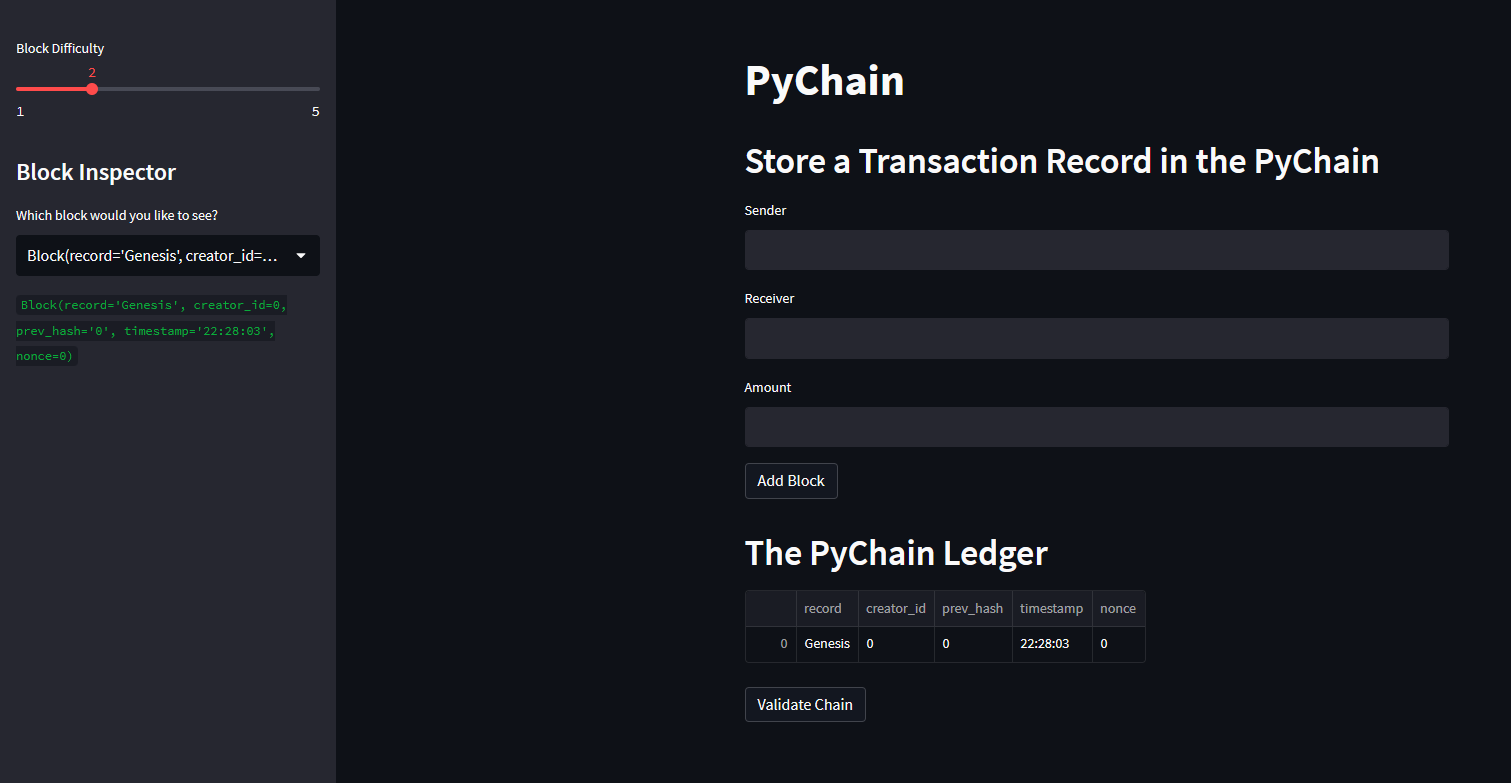 Block Difficulty
2
1 5
Block Inspector
Which block would you like to see?
Block(record='Genesis', creator_id=...
Block(record='Genesis', creator_id=0,
prev_hash='0', timestamp='22:28:03',
nonce=0)
PyChain
Store a Transaction Record in the PyChain
Sender
Receiver
Amount
Add Block
The PyChain Ledger
record creator_id prev_hash timestamp nonce
0 Genesis 0 0 22:28:03 0
Validate Chain